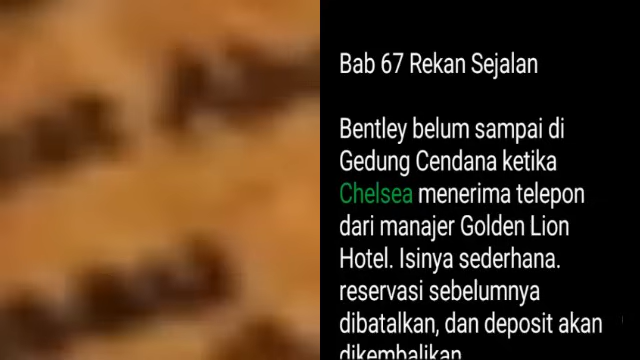 Bab 67 Rekan Sejalan
Bentley belum sampai di
Gedung Cendana ketika
Chelsea menerima telepon
dari manajer Golden Lion
Hotel. Isinya sederhana.
reservasi sebelumnya
dibatalkan, dan deposit akan
dikembalikan